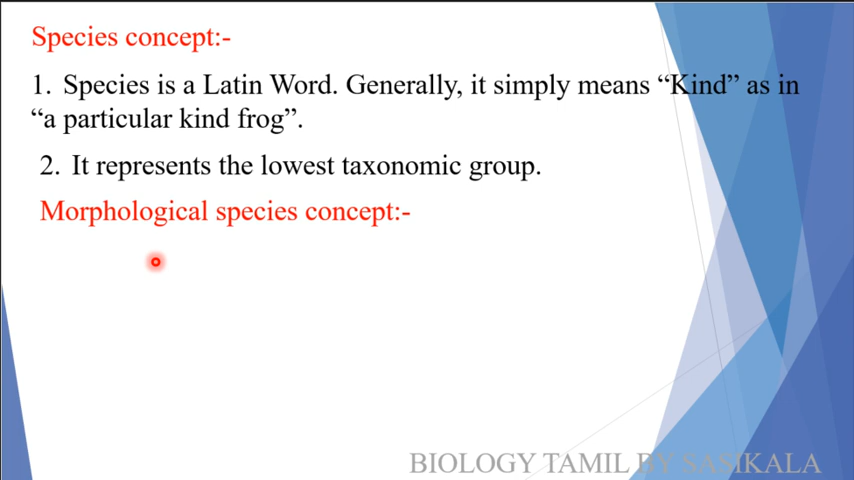 Species concept:-
1. Species is a Latin Word. Generally, it simply means “Kind” as in
“a particular kind frog”.
2. It represents the lowest taxonomic group.
Morphological species concept:-
BIOLOGY TAMIL BY SASIKALA